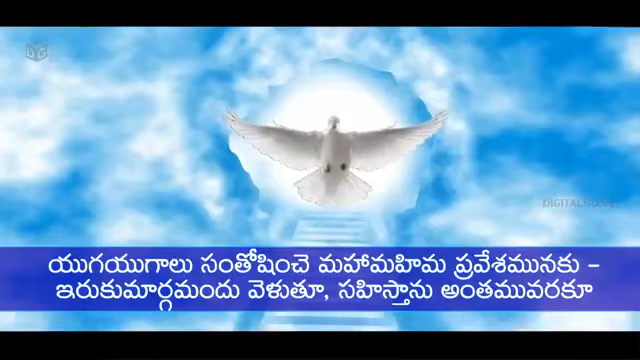 యుగయుగాలు సంతోషించె మహామహిమ ప్రవేశమునకు –
ఇరుకుమార్గమందు వెళుతూ, సహిస్తాను అంతమువరకూ